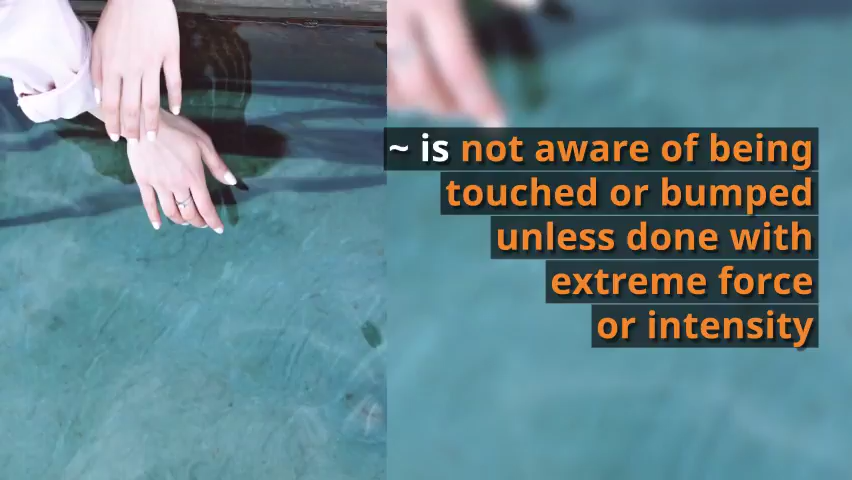 ~ is not aware of being
touched or bumped
unless done with
extreme force
or intensity